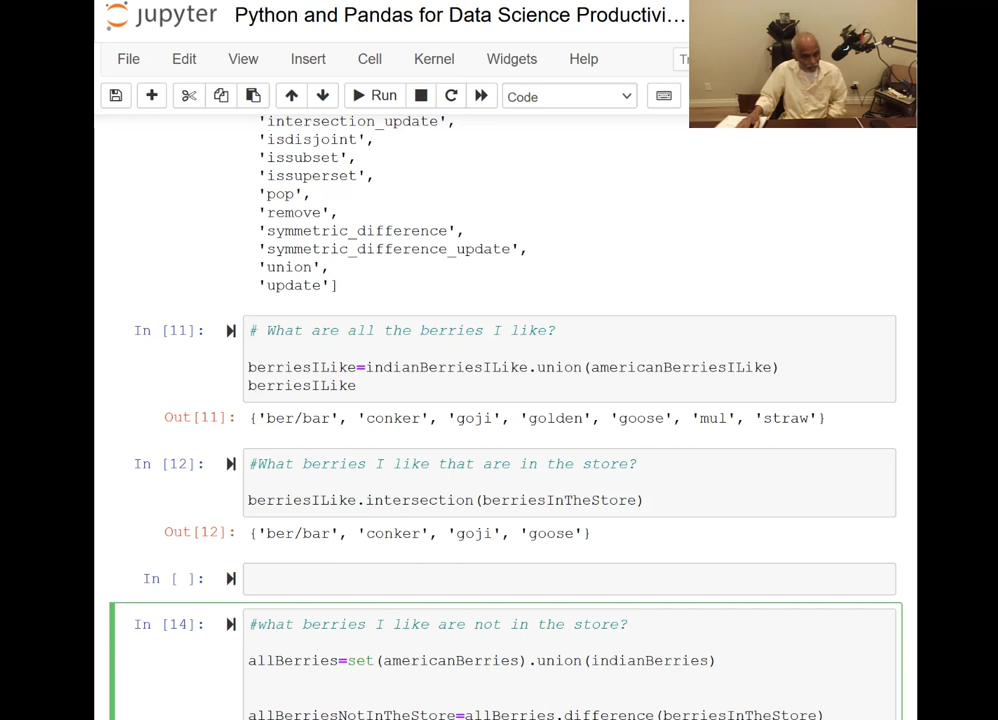 jupyter Python and Pandas for Data Science Productivi...
File Edit View Insert Cell Kernel Widgets Help
Run Code
'intersection_update',
'isdisjoint',
'issubset',
'issuperset',
'pop',
'remove',
'symmetric_difference',
'symmetric_difference_update',
'union',
'update']
In [11]: # What are all the berries I like?
berriesILike=indianBerriesILike.union(americanBerriesILike)
berriesILike
Out[11]: {'ber/bar', 'conker', 'goji', 'golden', 'goose', 'mul', 'straw'}
In [12]: #What berries I like that are in the store?
berriesILike.intersection(berriesInTheStore)
Out[12]: {'ber/bar', 'conker', 'goji', 'goose'}
In [ ]:
In [14]: #what berries I like are not in the store?
allBerries=set(americanBerries).union(indianBerries)
allBerriesNotInTheStore=allBerries.difference(berriesInTheStore)